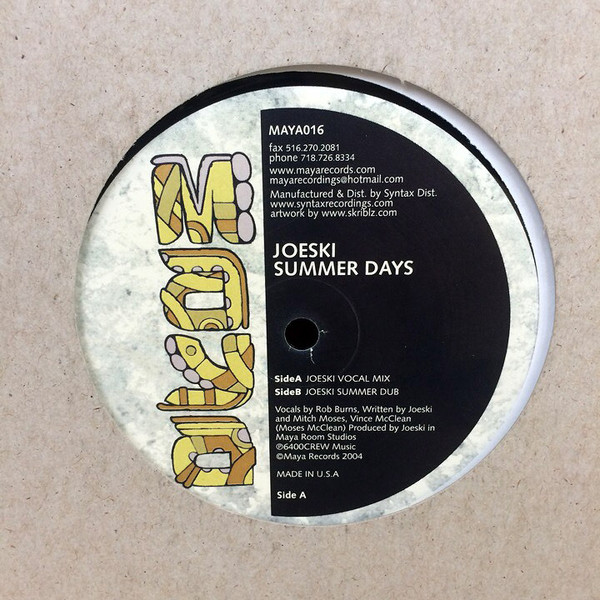 MAYA016
fax 516.270.2081
phone 718.726.8334
www.mayarecords.com
mayarecordings@hotmail.com
Manufactured & Dist. by Syntax Dist.
www.syntaxrecordings.com
artwork by www.skriblz.com
JOESKI
SUMMER DAYS
SideA JOESKI VOCAL MIX
SideB JOESKI SUMMER DUB
Vocals by Rob Burns, Written by Joeski
and Mitch Moses, Vince McClean
(Moses McClean) Produced by Joeski in
Maya Room Studios
℗6400CREW Music
©Maya Records 2004
MADE IN U.S.A
Side A